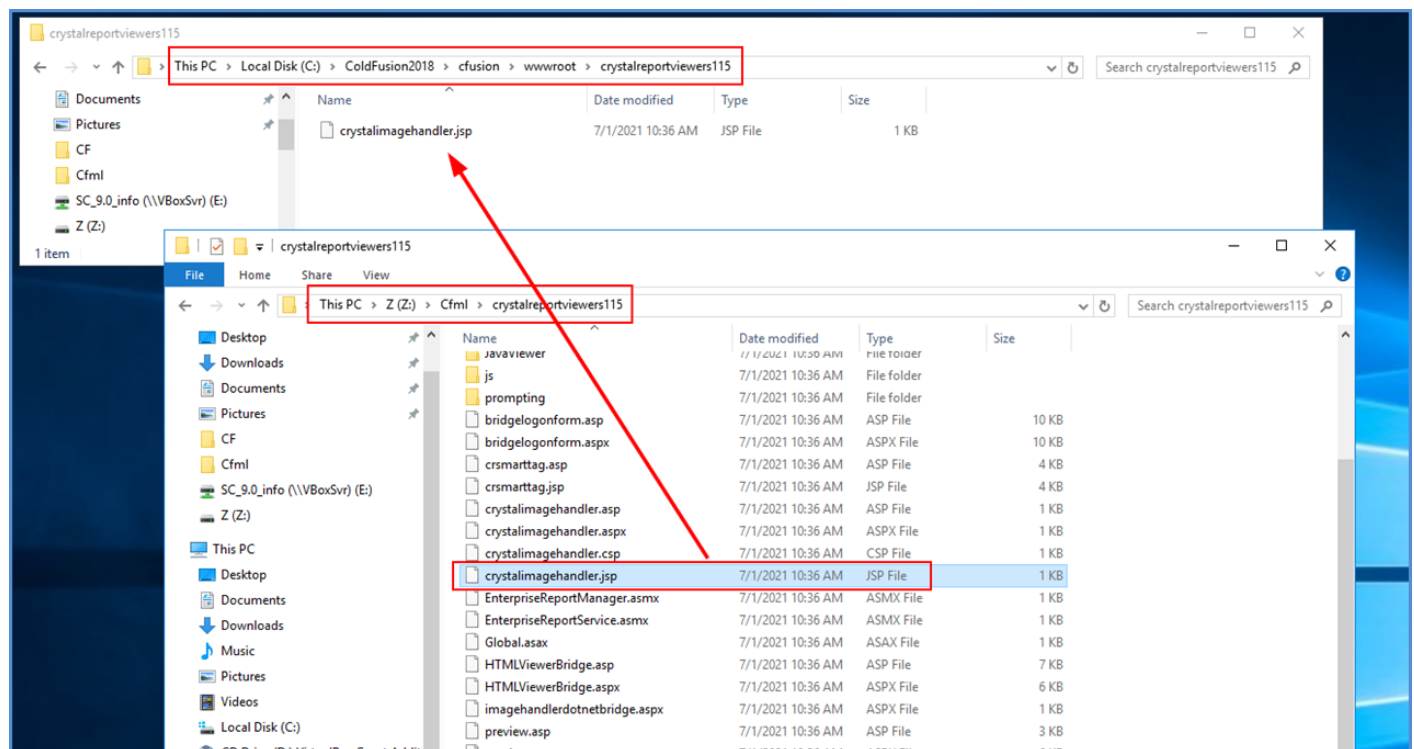 crystalreportviewers115
This PC > Local Disk (C:) > ColdFusion2018 > cfusion > wwwroot > crystalreportviewers115
Search crystalreportviewers115
Documents
Pictures
CF
Cfml
SC_9.0_info (\\VBoxSvr) (E:)
Z (Z:)
1 item
Name Date modified Type Size
crystalimagehandler.jsp 7/1/2021 10:36 AM JSP File 1 KB
crystalreportviewers115
File Home Share View
This PC > Z (Z:) > Cfml > crystalreportviewers115
Search crystalreportviewers115
Desktop
Downloads
Documents
Pictures
CF
Cfml
SC_9.0_info (\\VBoxSvr) (E:)
Z (Z:)
This PC
Desktop
Documents
Downloads
Music
Pictures
Videos
Local Disk (C:)
Name Date modified Type Size
JavaViewer 7/1/2021 10:36 AM File folder
js 7/1/2021 10:36 AM File folder
prompting 7/1/2021 10:36 AM File folder
bridgelogonform.asp 7/1/2021 10:36 AM ASP File 10 KB
bridgelogonform.aspx 7/1/2021 10:36 AM ASPX File 10 KB
crsmarttag.asp 7/1/2021 10:36 AM ASP File 4 KB
crsmarttag.jsp 7/1/2021 10:36 AM JSP File 4 KB
crystalimagehandler.asp 7/1/2021 10:36 AM ASP File 1 KB
crystalimagehandler.aspx 7/1/2021 10:36 AM ASPX File 1 KB
crystalimagehandler.csp 7/1/2021 10:36 AM CSP File 1 KB
crystalimagehandler.jsp 7/1/2021 10:36 AM JSP File 1 KB
EnterpriseReportManager.asmx 7/1/2021 10:36 AM ASMX File 1 KB
EnterpriseReportService.asmx 7/1/2021 10:36 AM ASMX File 1 KB
Global.asax 7/1/2021 10:36 AM ASAX File 1 KB
HTMLViewerBridge.asp 7/1/2021 10:36 AM ASP File 7 KB
HTMLViewerBridge.aspx 7/1/2021 10:36 AM ASPX File 6 KB
imagehandlerdotnetbridge.aspx 7/1/2021 10:36 AM ASPX File 1 KB
preview.asp 7/1/2021 10:36 AM ASP File 3 KB